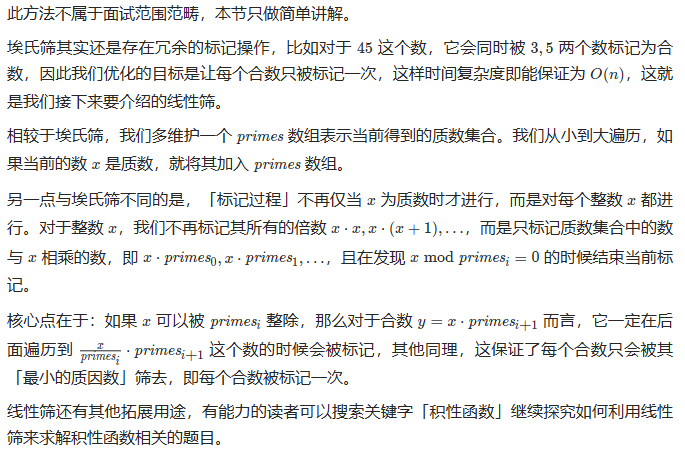 此方法不属于面试范围范畴，本节只做简单讲解。
埃氏筛其实还是存在冗余的标记操作，比如对于 45 这个数，它会同时被 3, 5 两个数标记为合
数，因此我们优化的目标是让每个合数只被标记一次，这样时间复杂度即能保证为 O(n)，这就
是我们接下来要介绍的线性筛。
相较于埃氏筛，我们多维护一个 primes 数组表示当前得到的质数集合。我们从小到大遍历，如
果当前的数 x 是质数，就将其加入 primes 数组。
另一点与埃氏筛不同的是，「标记过程」不再仅当 x 为质数时才进行，而是对每个整数 x 都进
行。对于整数 x，我们不再标记其所有的倍数 x · x, x · (x + 1), …，而是只标记质数集合中的数
与 x 相乘的数，即 x · primes₀, x · primes₁, …，且在发现 x mod primesᵢ = 0 的时候结束当前标
记。
核心点在于：如果 x 可以被 primesᵢ 整除，那么对于合数 y = x · primesᵢ₊₁ 而言，它一定在后
面遍历到 x/primesᵢ · primesᵢ₊₁ 这个数的时候会被标记，其他同理，这保证了每个合数只会被其
「最小的质因数」筛去，即每个合数被标记一次。
线性筛还有其他拓展用途，有能力的读者可以搜索关键字「积性函数」继续探究如何利用线性
筛来求解积性函数相关的题目。